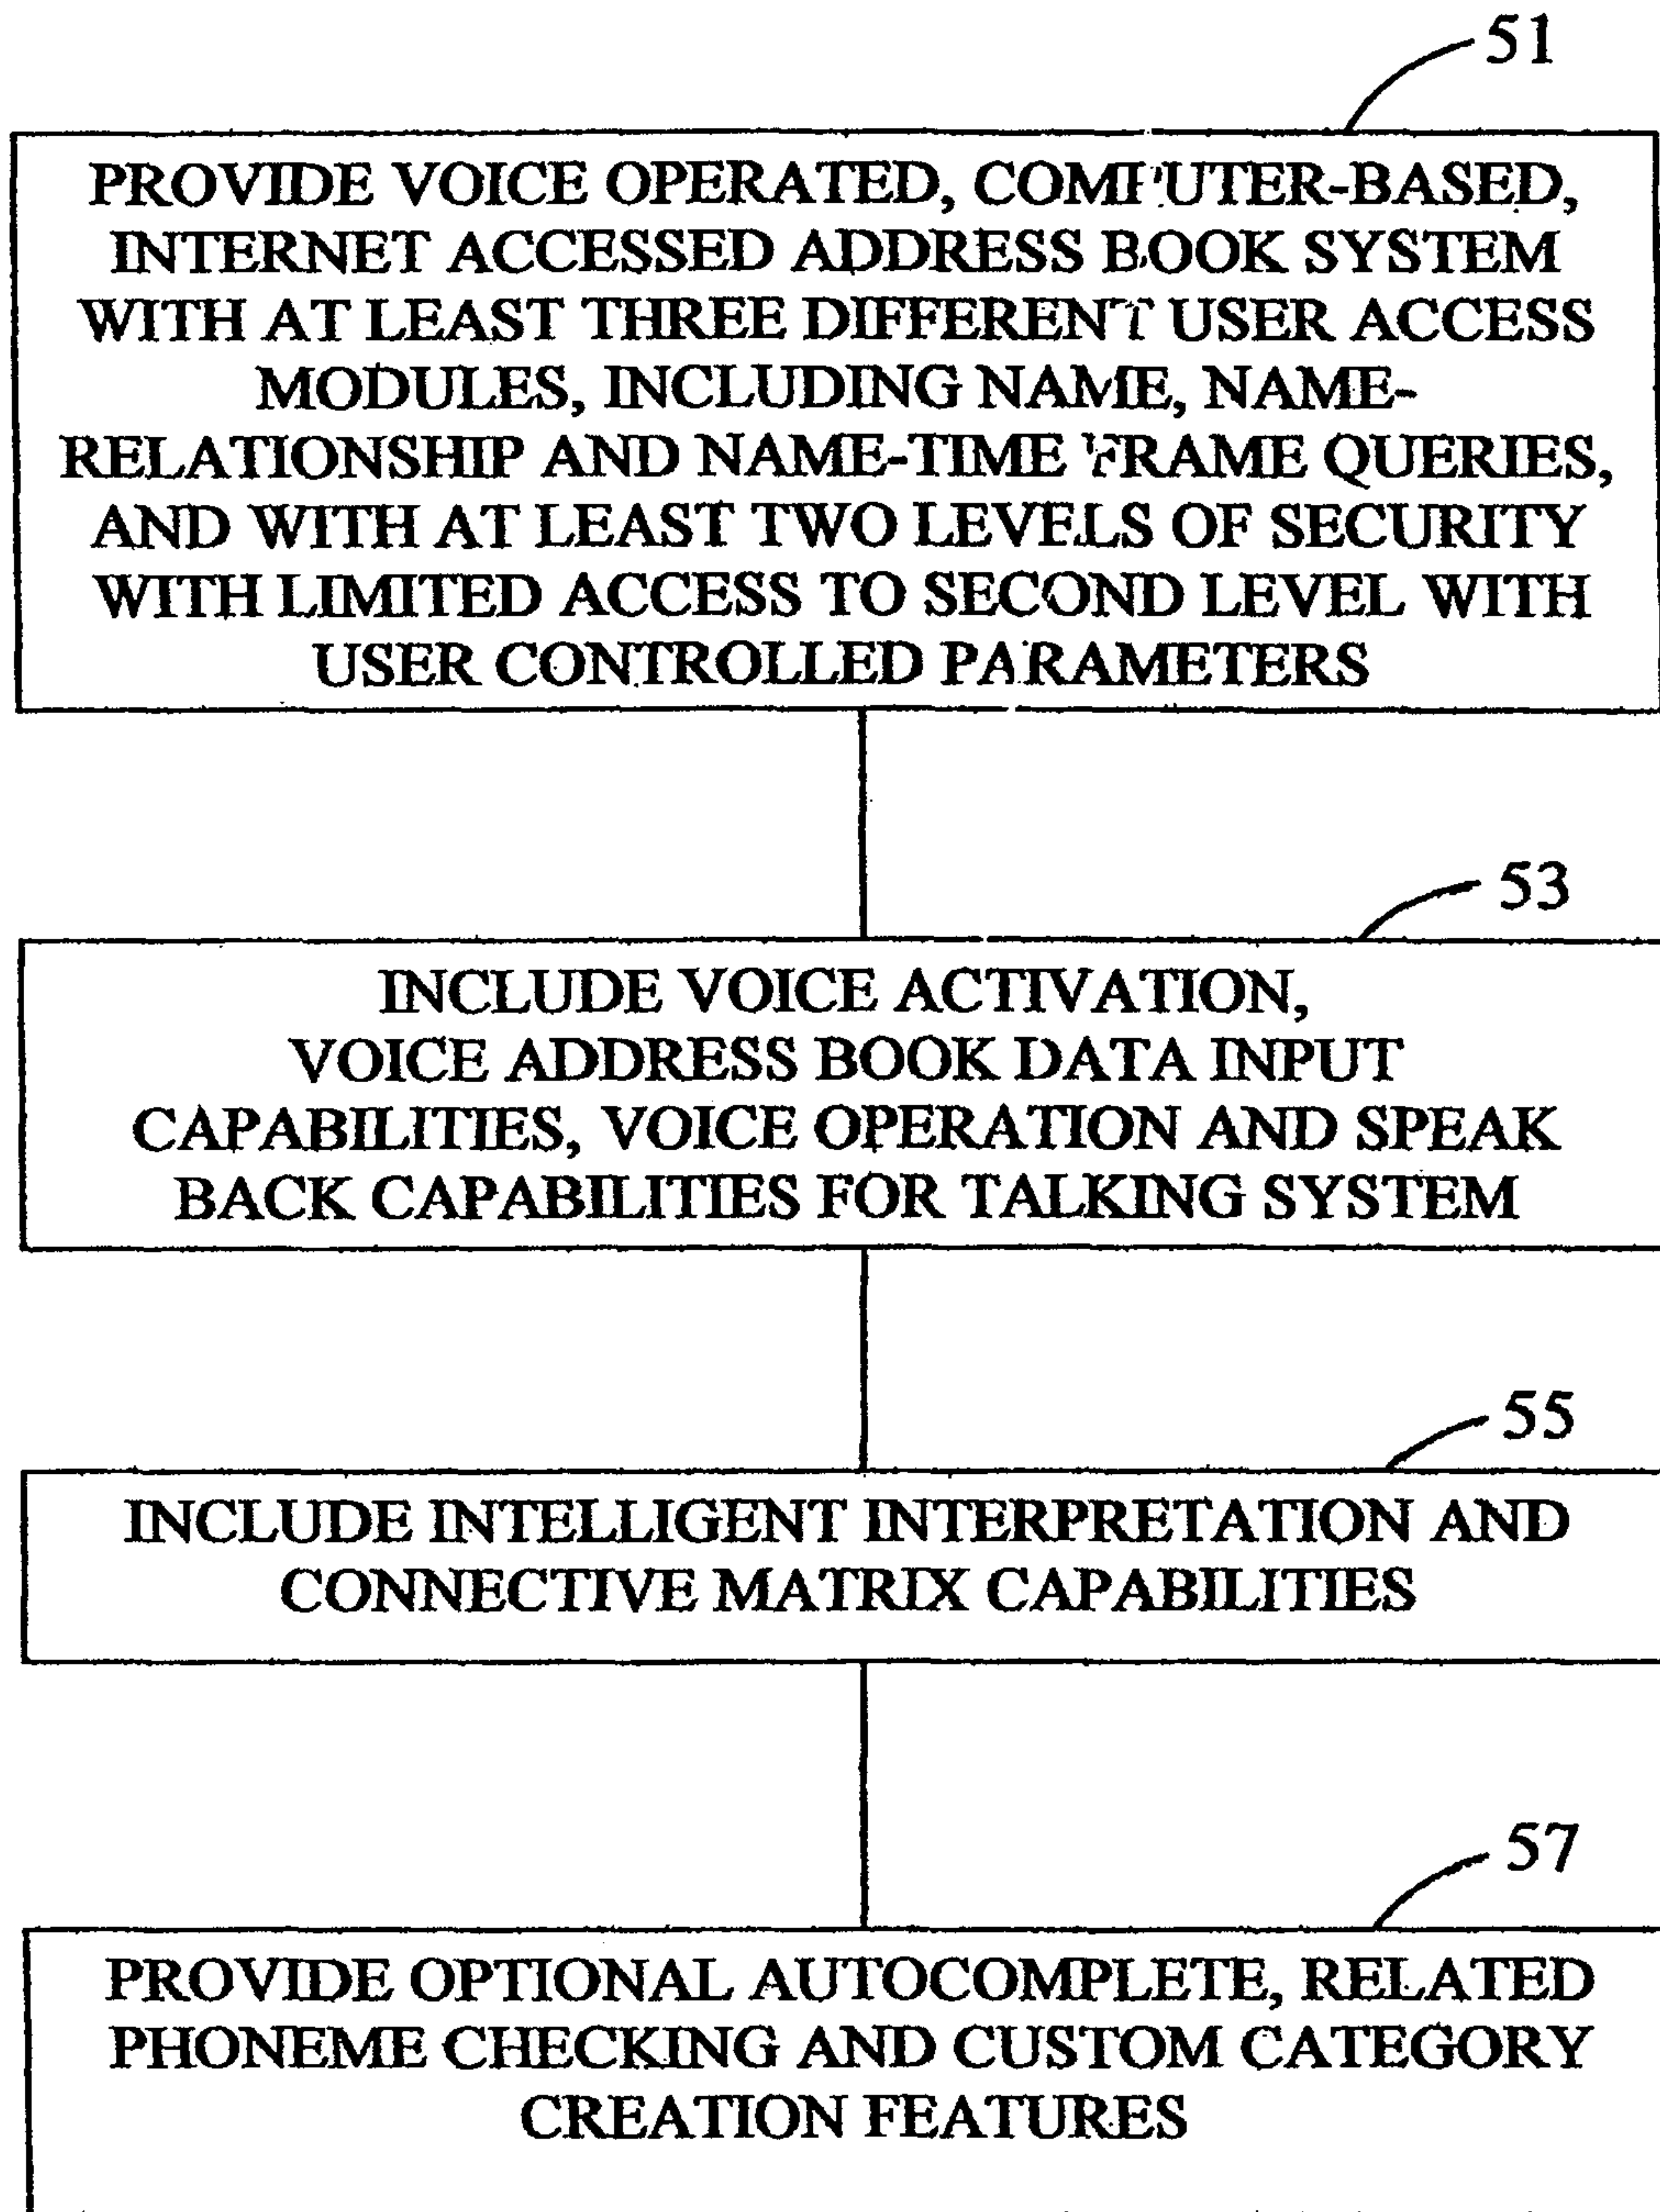 51
PROVIDE VOICE OPERATED, COMPUTER-BASED,
INTERNET ACCESSED ADDRESS BOOK SYSTEM
WITH AT LEAST THREE DIFFERENT USER ACCESS
MODULES, INCLUDING NAME, NAME-
RELATIONSHIP AND NAME-TIME FRAME QUERIES,
AND WITH AT LEAST TWO LEVELS OF SECURITY
WITH LIMITED ACCESS TO SECOND LEVEL WITH
USER CONTROLLED PARAMETERS
53
INCLUDE VOICE ACTIVATION,
VOICE ADDRESS BOOK DATA INPUT
CAPABILITIES, VOICE OPERATION AND SPEAK
BACK CAPABILITIES FOR TALKING SYSTEM
55
INCLUDE INTELLIGENT INTERPRETATION AND
CONNECTIVE MATRIX CAPABILITIES
57
PROVIDE OPTIONAL AUTOCOMPLETE, RELATED
PHONEME CHECKING AND CUSTOM CATEGORY
CREATION FEATURES